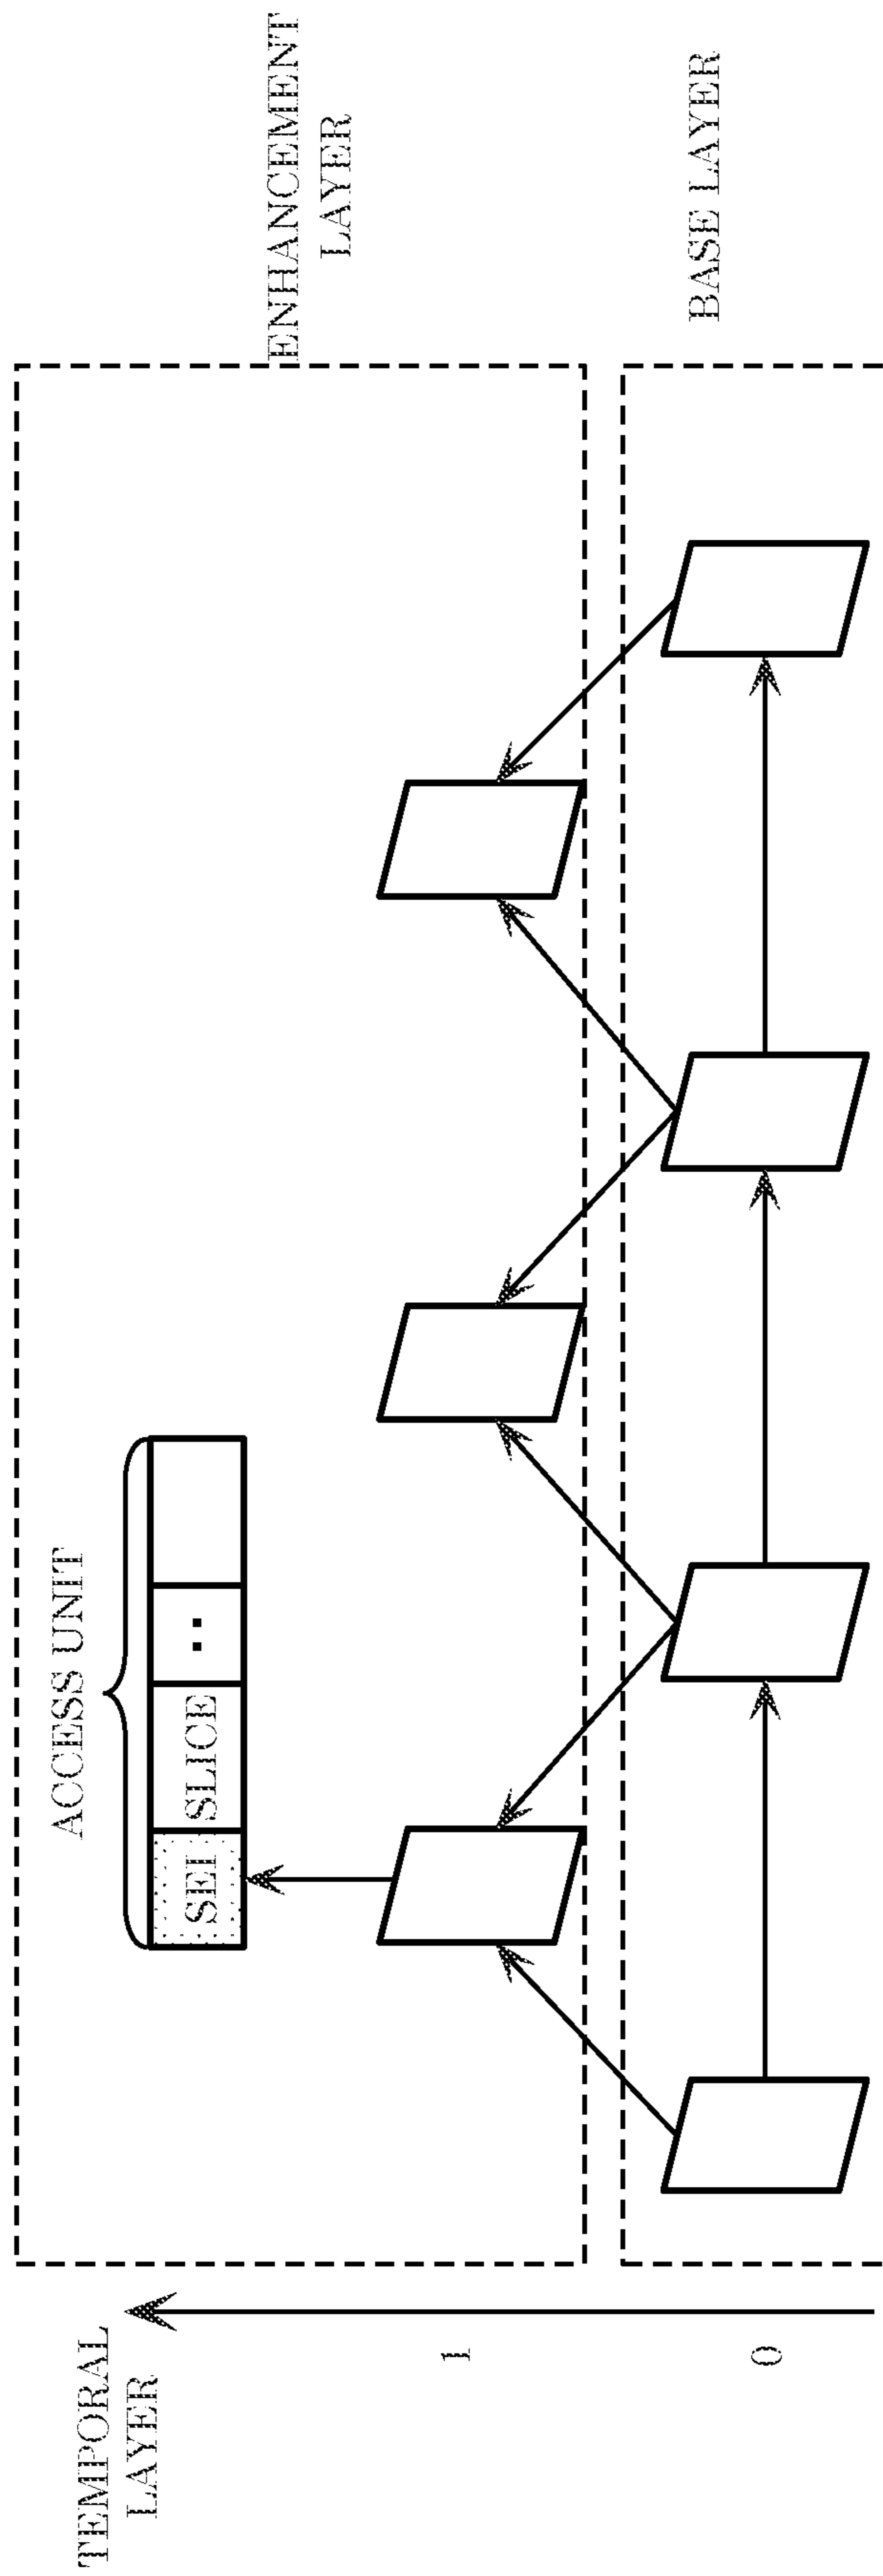 TEMPORAL
LAYER
ACCESS UNIT
SEI
SLICE
..
ENHANCEMENT
LAYER
1
0
BASE LAYER